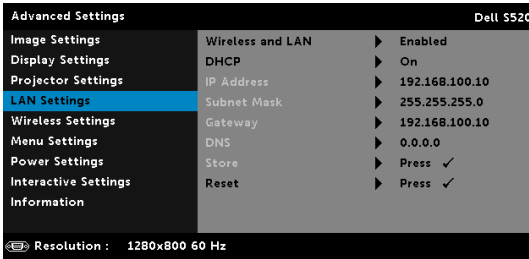 Advanced Settings Dell S520
Image Settings
Display Settings
Projector Settings
LAN Settings
Wireless Settings
Menu Settings
Power Settings
Interactive Settings
Information
Wireless and LAN Enabled
DHCP On
IP Address 192.168.100.10
Subnet Mask 255.255.255.0
Gateway 192.168.100.10
DNS 0.0.0.0
Store Press ✓
Reset Press ✓
Resolution : 1280x800 60 Hz